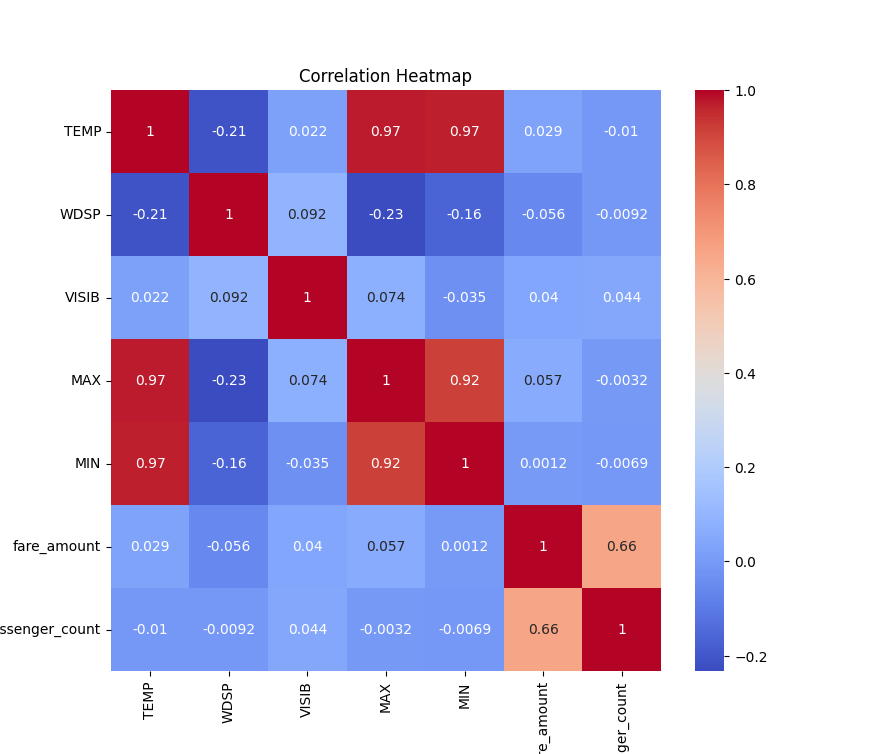 Correlation Heatmap
TEMP 1 -0.21 0.022 0.97 0.97 0.029 -0.01
WDSP -0.21 1 0.092 -0.23 -0.16 -0.056 -0.0092
VISIB 0.022 0.092 1 0.074 -0.035 0.04 0.044
MAX 0.97 -0.23 0.074 1 0.92 0.057 -0.0032
MIN 0.97 -0.16 -0.035 0.92 1 0.0012 -0.0069
fare_amount 0.029 -0.056 0.04 0.057 0.0012 1 0.66
ssenger_count -0.01 -0.0092 0.044 -0.0032 -0.0069 0.66 1
TEMP WDSP VISIB MAX MIN re_amount ger_count
1.0
0.8
0.6
0.4
0.2
0.0
−0.2